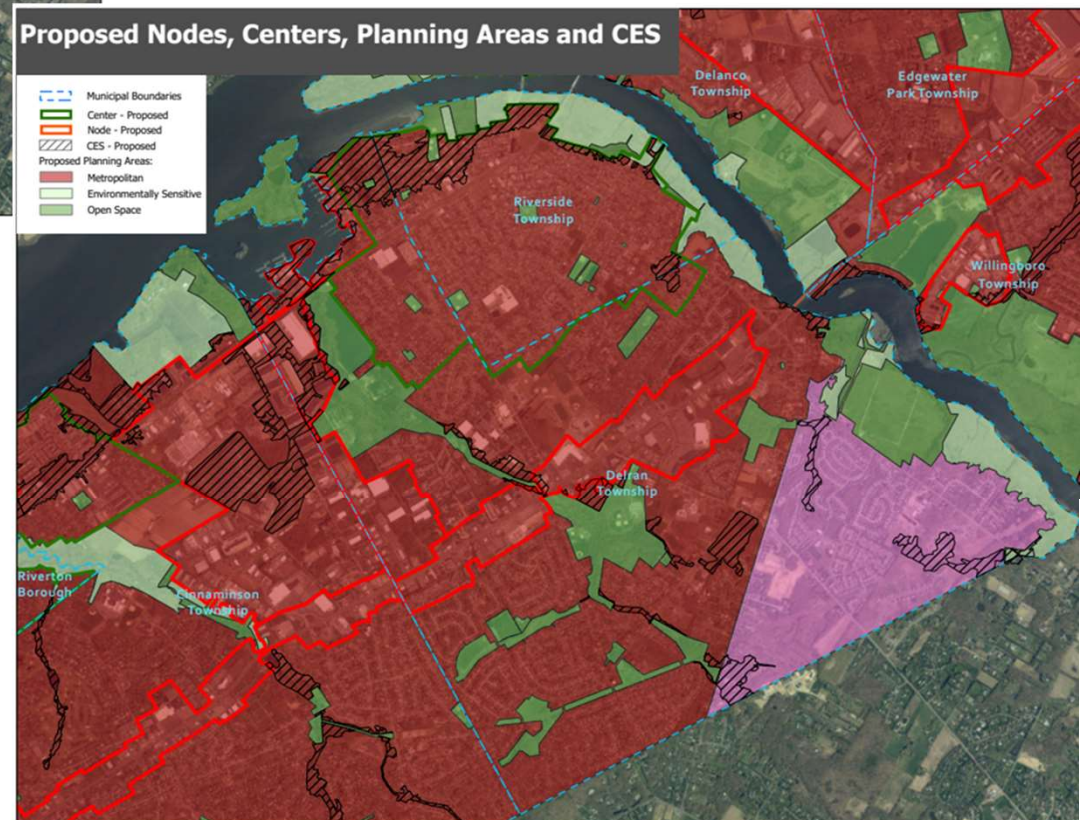 Proposed Nodes, Centers, Planning Areas and CES
Municipal Boundaries
Center - Proposed
Node - Proposed
CES - Proposed
Proposed Planning Areas:
Metropolitan
Environmentally Sensitive
Open Space
Delanco
Township
Edgewater
Park Township
Riverside
Township
Willingboro
Township
Delran
Township
Riverton
Borough
Cinnaminson
Township